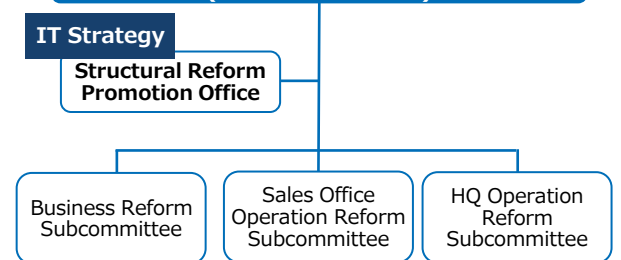 IT Strategy
Structural Reform
Promotion Office
Business Reform
Subcommittee
Sales Office
Operation Reform
Subcommittee
HQ Operation
Reform
Subcommittee